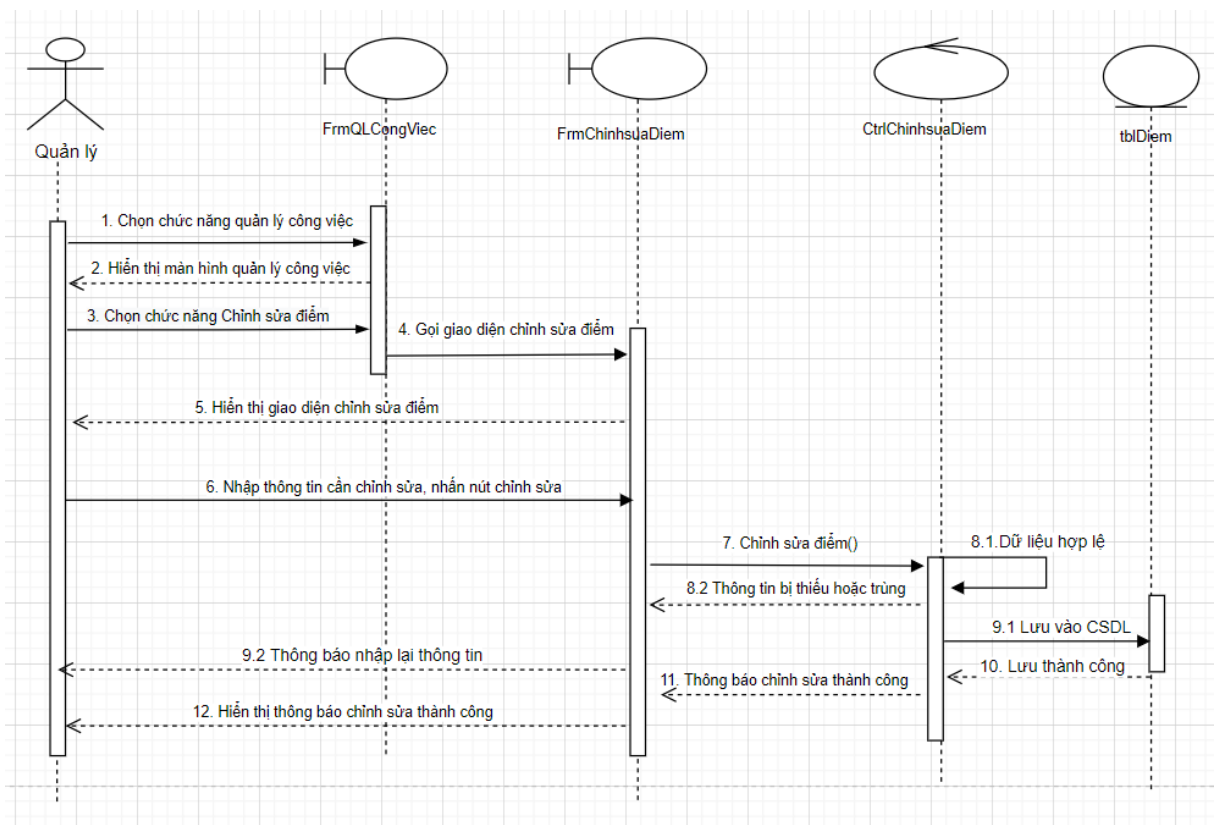 FrmQLCongViec
FrmChinhsuaDiem
CtrlChinhsuaDiem
tblDiem
Quản lý
1. Chọn chức năng quản lý công việc
2. Hiển thị màn hình quản lý công việc
3. Chọn chức năng Chỉnh sửa điểm
4. Gọi giao diện chỉnh sửa điểm
5. Hiển thị giao diện chỉnh sửa điểm
6. Nhập thông tin cần chỉnh sửa, nhấn nút chỉnh sửa
7. Chỉnh sửa điểm()
8.1.Dữ liệu hợp lệ
8.2 Thông tin bị thiếu hoặc trùng
9.1 Lưu vào CSDL
9.2 Thông báo nhập lại thông tin
10. Lưu thành công
11. Thông báo chỉnh sửa thành công
12. Hiển thị thông báo chỉnh sửa thành công